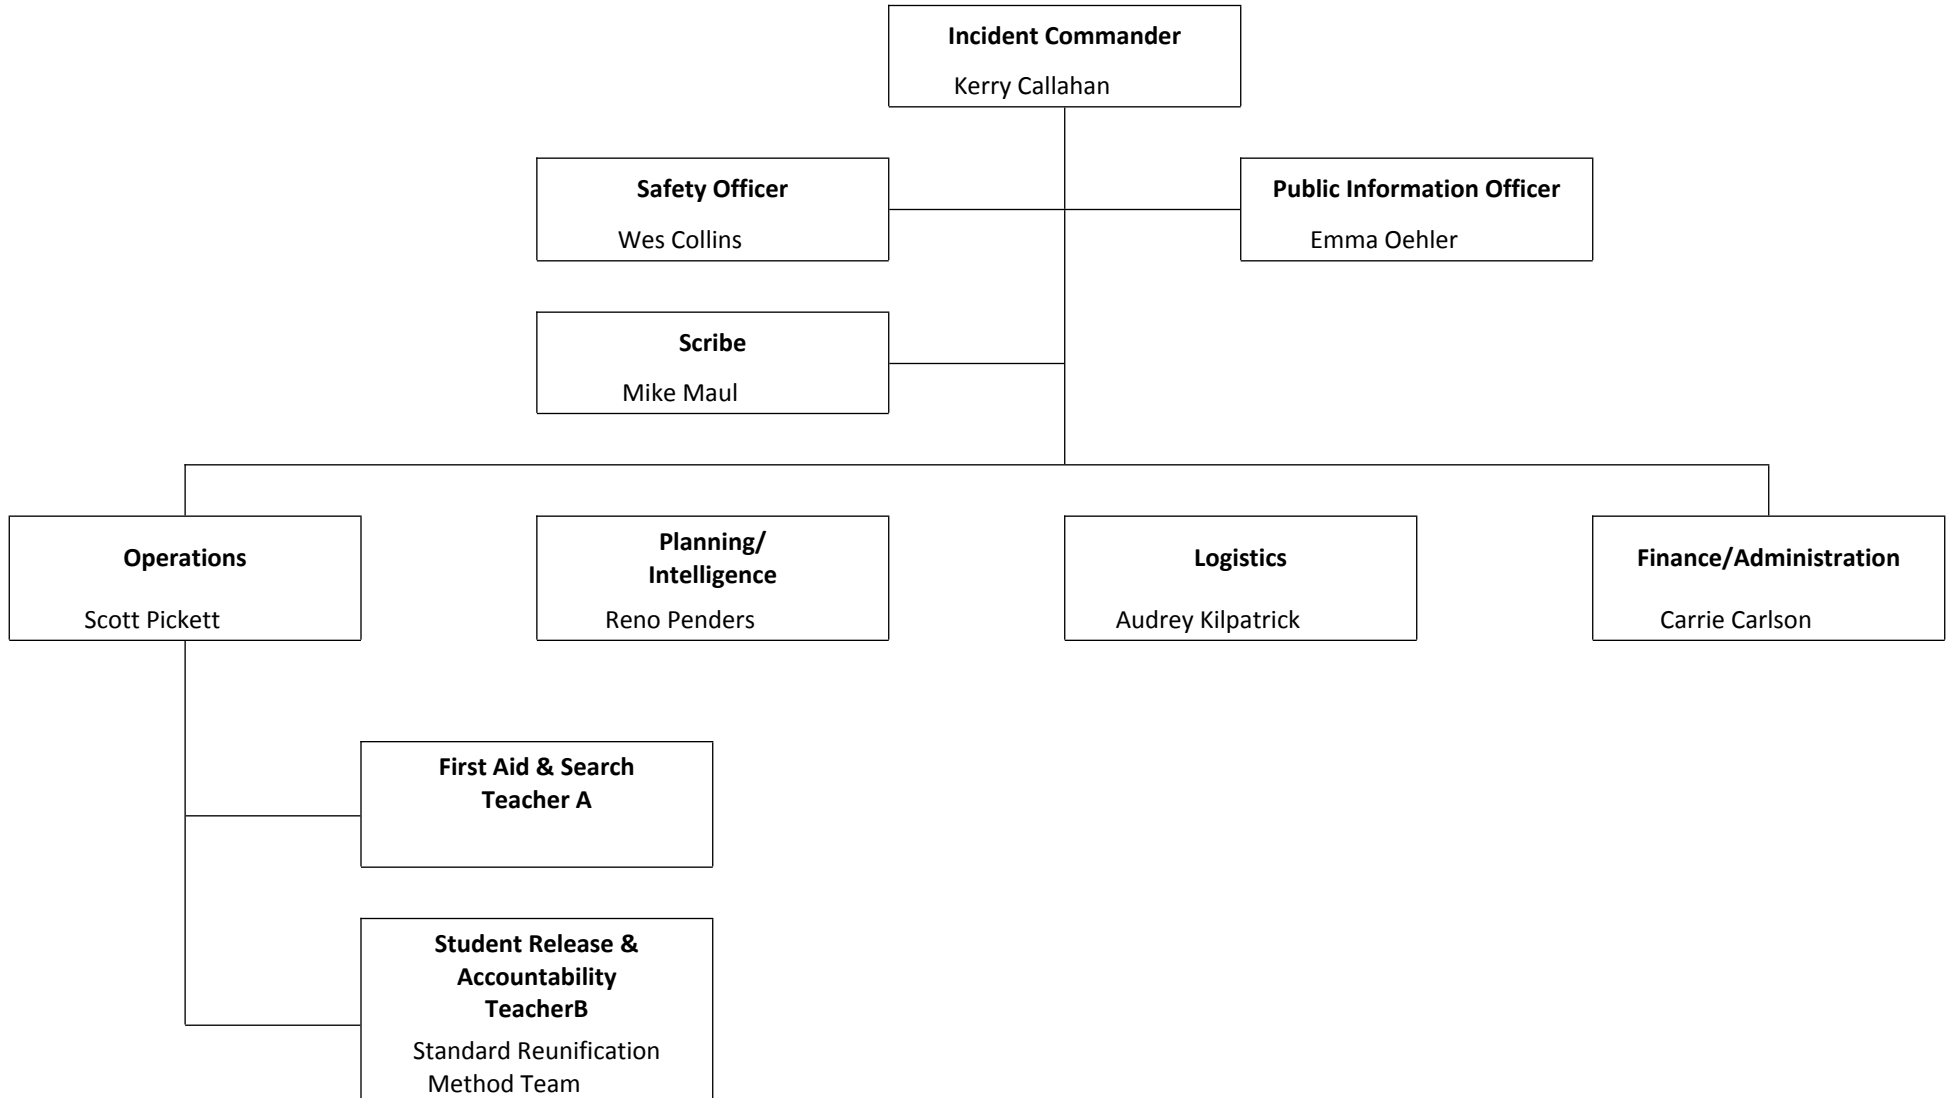 Incident Commander
Kerry Callahan
Safety Officer
Wes Collins
Public Information Officer
Emma Oehler
Scribe
Mike Maul
Operations
Scott Pickett
Planning/
Intelligence
Reno Penders
Logistics
Audrey Kilpatrick
Finance/Administration
Carrie Carlson
First Aid & Search
Teacher A
Student Release &
Accountability
TeacherB
Standard Reunification
Method Team